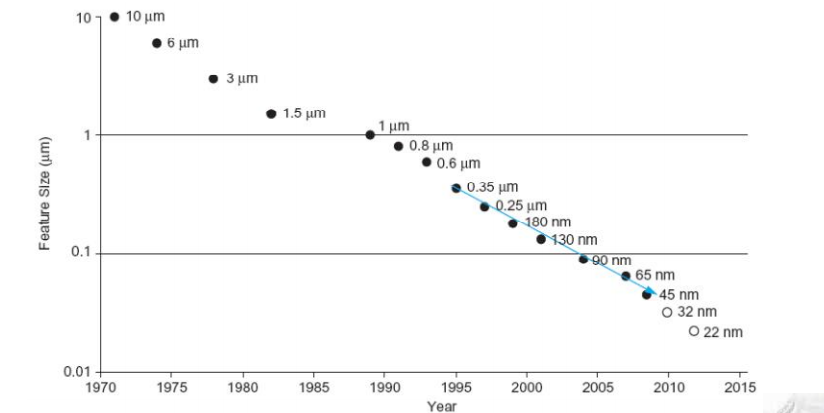 10
10 μm
6 μm
3 μm
1.5 μm
1
1 μm
0.8 μm
0.6 μm
0.35 μm
0.25 μm
180 nm
130 nm
0.1
90 nm
65 nm
45 nm
32 nm
22 nm
0.01
Feature Size (μm)
1970 1975 1980 1985 1990 1995 2000 2005 2010 2015
Year